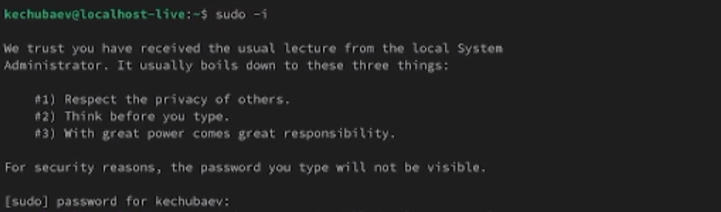 kechubaev@localhost-live:~$ sudo -i
We trust you have received the usual lecture from the local System
Administrator. It usually boils down to these three things:
#1) Respect the privacy of others.
#2) Think before you type.
#3) With great power comes great responsibility.
For security reasons, the password you type will not be visible.
[sudo] password for kechubaev: